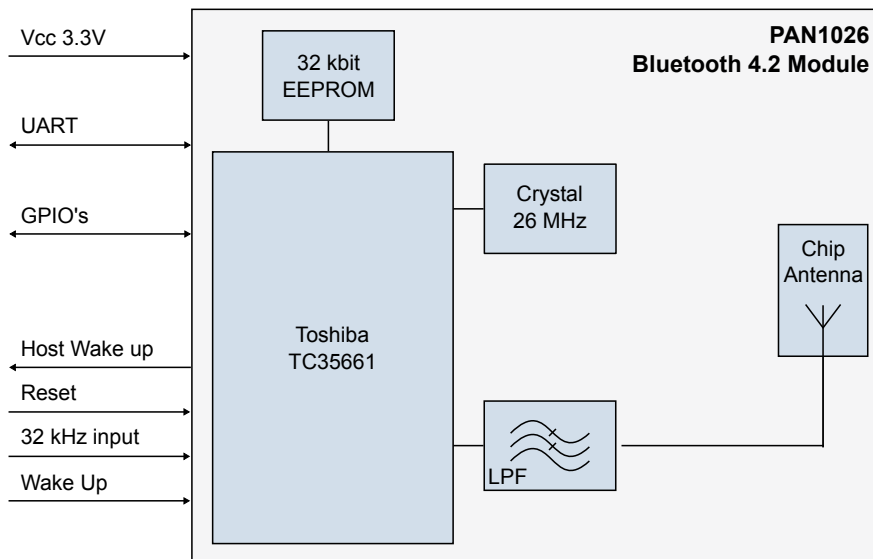 Vcc 3.3V
UART
GPIO's
Host Wake up
Reset
32 kHz input
Wake Up
PAN1026
Bluetooth 4.2 Module
32 kbit
EEPROM
Crystal
26 MHz
Toshiba
TC35661
Chip
Antenna
LPF